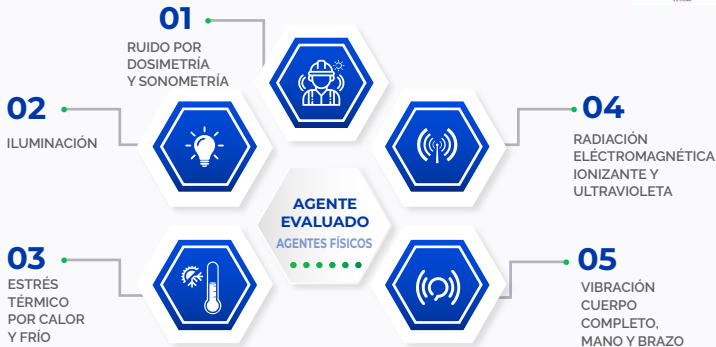 01
RUIDO POR
DOSIMETRÍA
Y SONOMETRÍA
02
ILUMINACIÓN
03
ESTRÉS
TÉRMICO
POR CALOR
Y FRÍO
AGENTE
EVALUADO
AGENTES FÍSICOS
04
RADIACIÓN
ELÉCTROMAGNÉTICA
IONIZANTE Y
ULTRAVIOLETA
05
VIBRACIÓN
CUERPO
COMPLETO,
MANO Y BRAZO